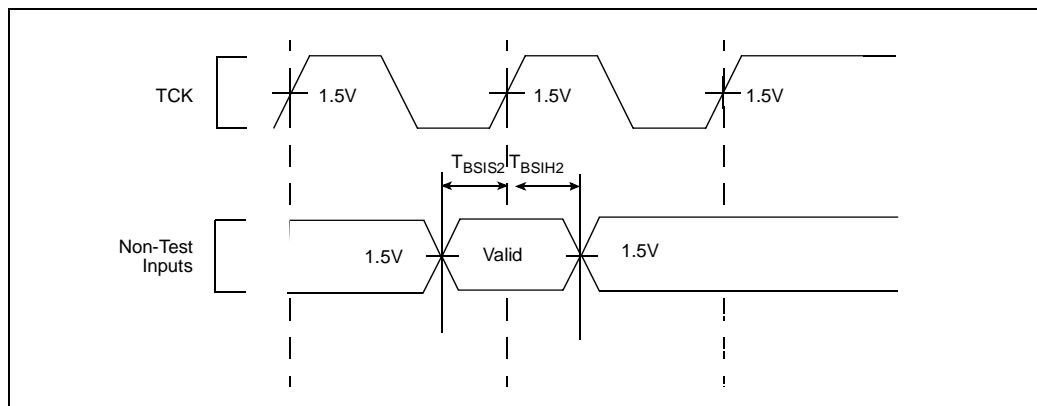 TCK
1.5V
1.5V
1.5V
TBSIS2
TBSIH2
Non-Test
Inputs
1.5V
Valid
1.5V